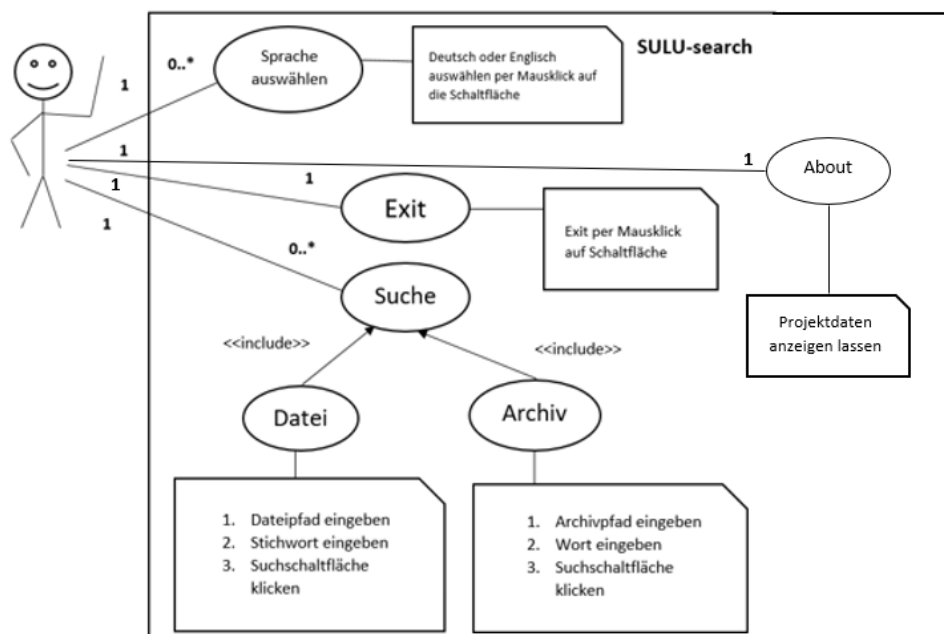 SULU-search
1
0..*
Sprache
auswählen
Deutsch oder Englisch
auswählen per Mausklick auf
die Schaltfläche
1
1
About
1
1
Exit
Exit per Mausklick
auf Schaltfläche
1
0..*
Suche
Projektdaten
anzeigen lassen
<<include>>
<<include>>
Datei
Archiv
1. Dateipfad eingeben
2. Stichwort eingeben
3. Suchschaltfläche
klicken
1. Archivpfad eingeben
2. Wort eingeben
3. Suchschaltfläche
klicken